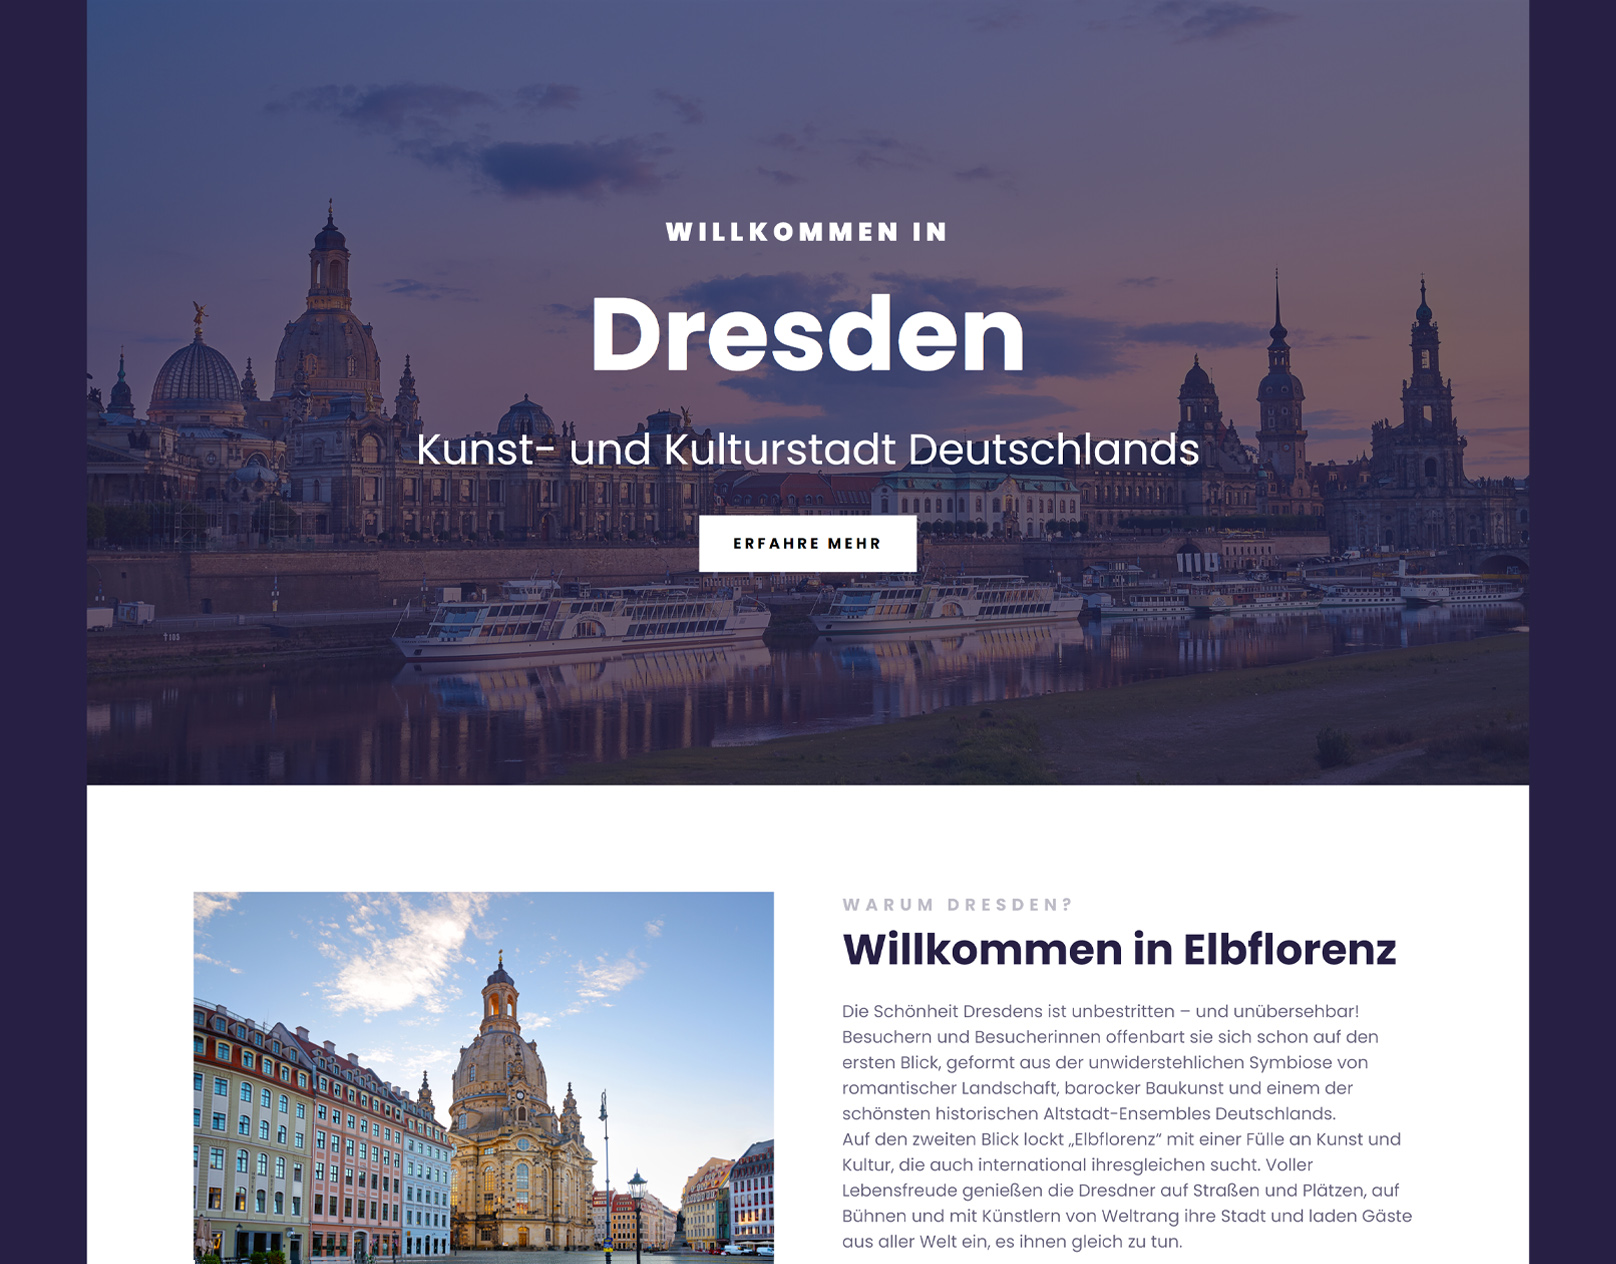 WILLKOMMEN IN
Dresden
Kunst- und Kulturstadt Deutschlands
ERFAHRE MEHR
WARUM DRESDEN?
Willkommen in Elbflorenz
Die Schönheit Dresdens ist unbestritten – und unübersehbar!
Besuchern und Besucherinnen offenbart sie sich schon auf den
ersten Blick, geformt aus der unwiderstehlichen Symbiose von
romantischer Landschaft, barocker Baukunst und einem der
schönsten historischen Altstadt-Ensembles Deutschlands.
Auf den zweiten Blick lockt „Elbflorenz“ mit einer Fülle an Kunst und
Kultur, die auch international ihresgleichen sucht. Voller
Lebensfreude genießen die Dresdner auf Straßen und Plätzen, auf
Bühnen und mit Künstlern von Weltrang ihre Stadt und laden Gäste
aus aller Welt ein, es ihnen gleich zu tun.